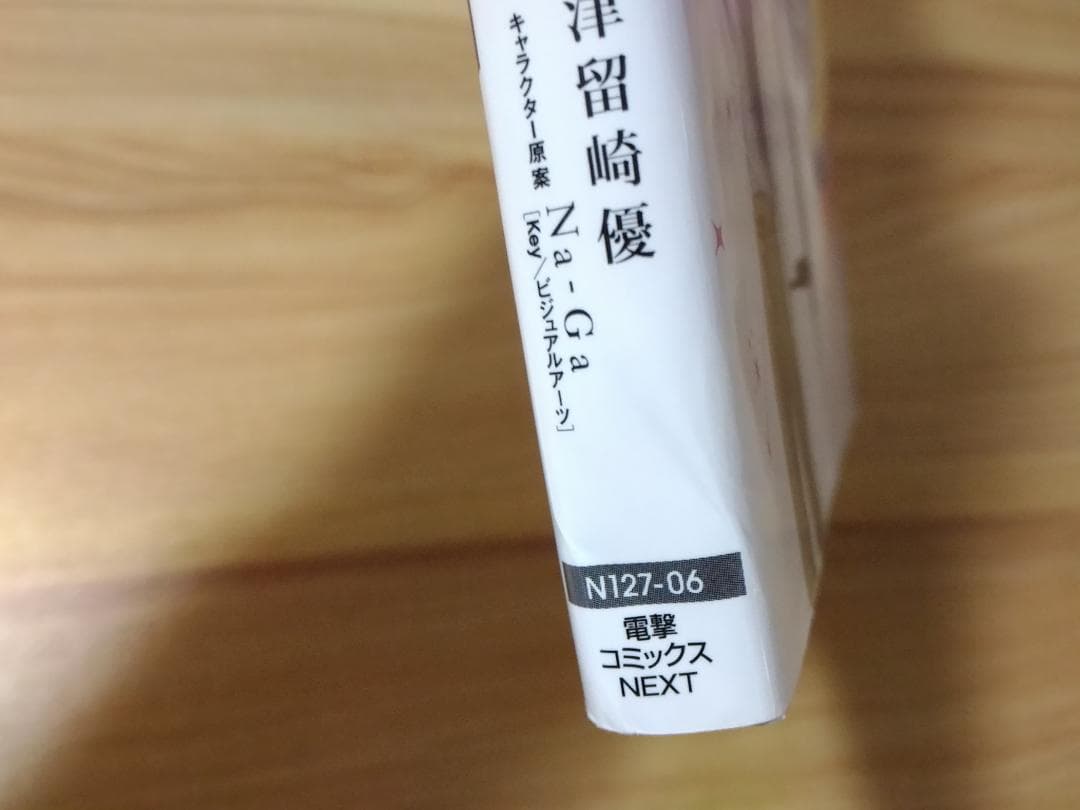 津留崎優
キャラクター原案
Na-Ga
[Key/ビジュアルアーツ]
N127-06
電撃
コミックス
NEXT